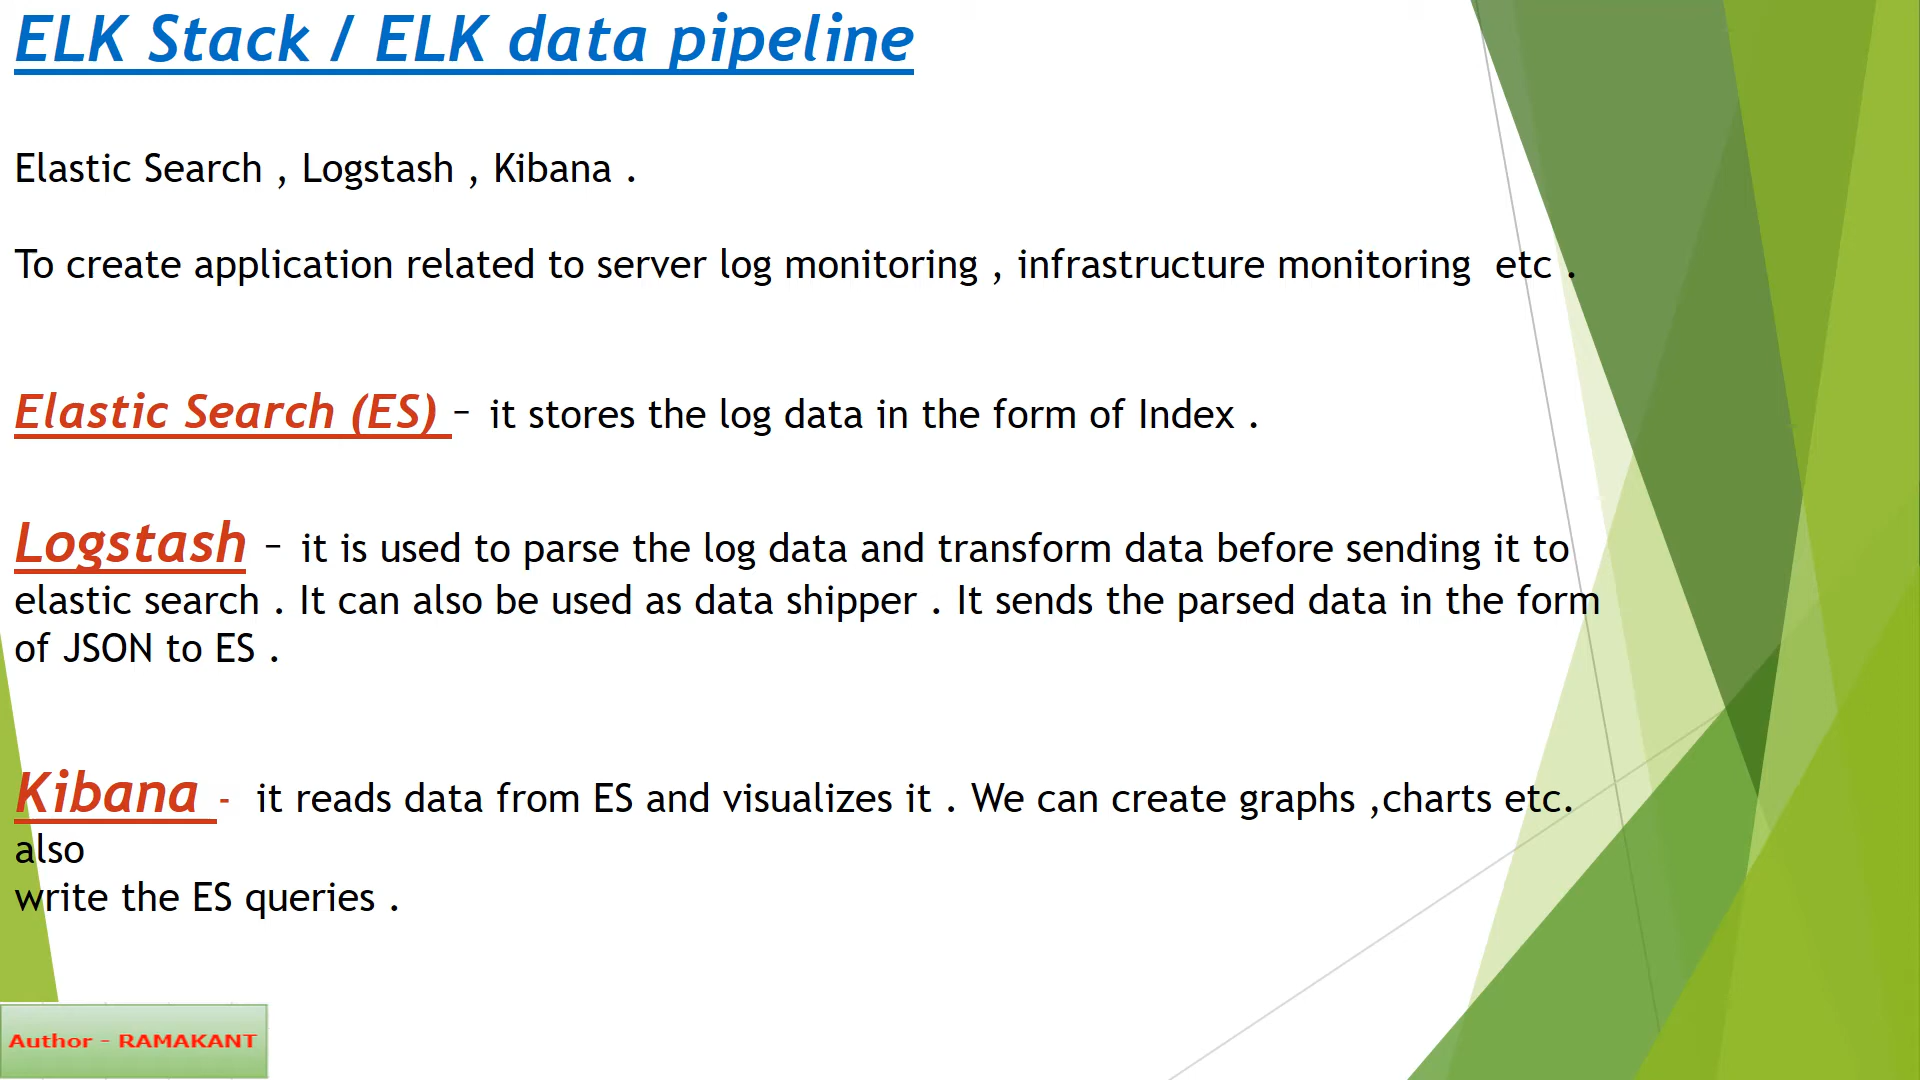 ELK Stack / ELK data pipeline
Elastic Search , Logstash , Kibana .
To create application related to server log monitoring , infrastructure monitoring  etc .
Elastic Search (ES) – it stores the log data in the form of Index .
Logstash – it is used to parse the log data and transform data before sending it to
elastic search . It can also be used as data shipper . It sends the parsed data in the form
of JSON to ES .
Kibana -  it reads data from ES and visualizes it . We can create graphs ,charts etc.
also
write the ES queries .
Author - RAMAKANT